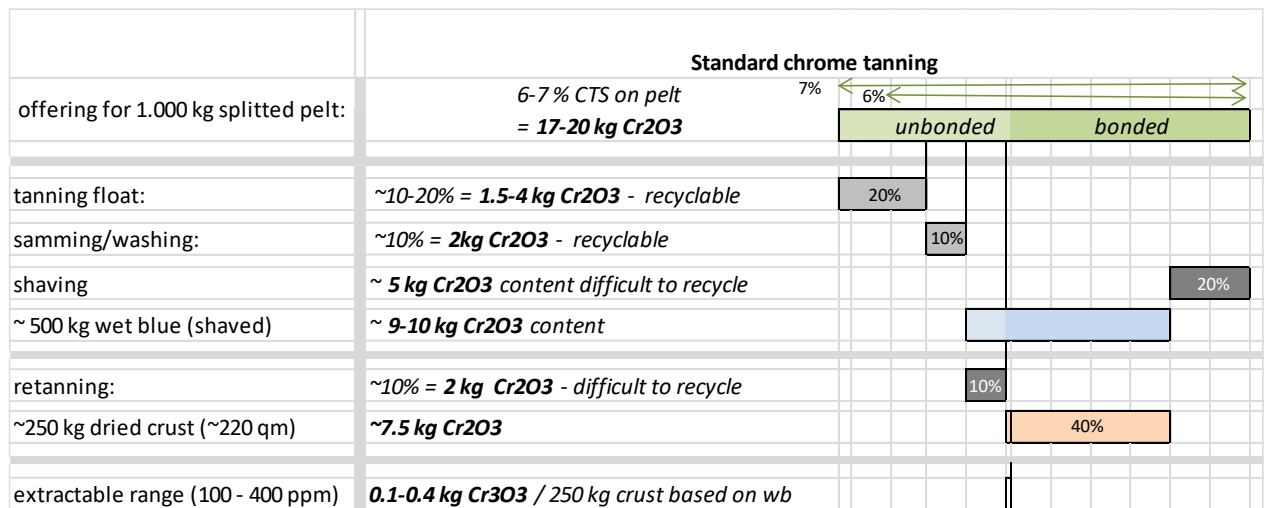 Standard chrome tanning
offering for 1.000 kg splitted pelt:
6-7 % CTS on pelt
= 17-20 kg Cr2O3
7%
6%
unbonded bonded
tanning float: ~10-20% = 1.5-4 kg Cr2O3 - recyclable 20%
samming/washing: ~10% = 2kg Cr2O3 - recyclable 10%
shaving ~ 5 kg Cr2O3 content difficult to recycle 20%
~ 500 kg wet blue (shaved) ~ 9-10 kg Cr2O3 content
retanning: ~10% = 2 kg Cr2O3 - difficult to recycle 10%
~250 kg dried crust (~220 qm) ~7.5 kg Cr2O3 40%
extractable range (100 - 400 ppm) 0.1-0.4 kg Cr3O3 / 250 kg crust based on wb